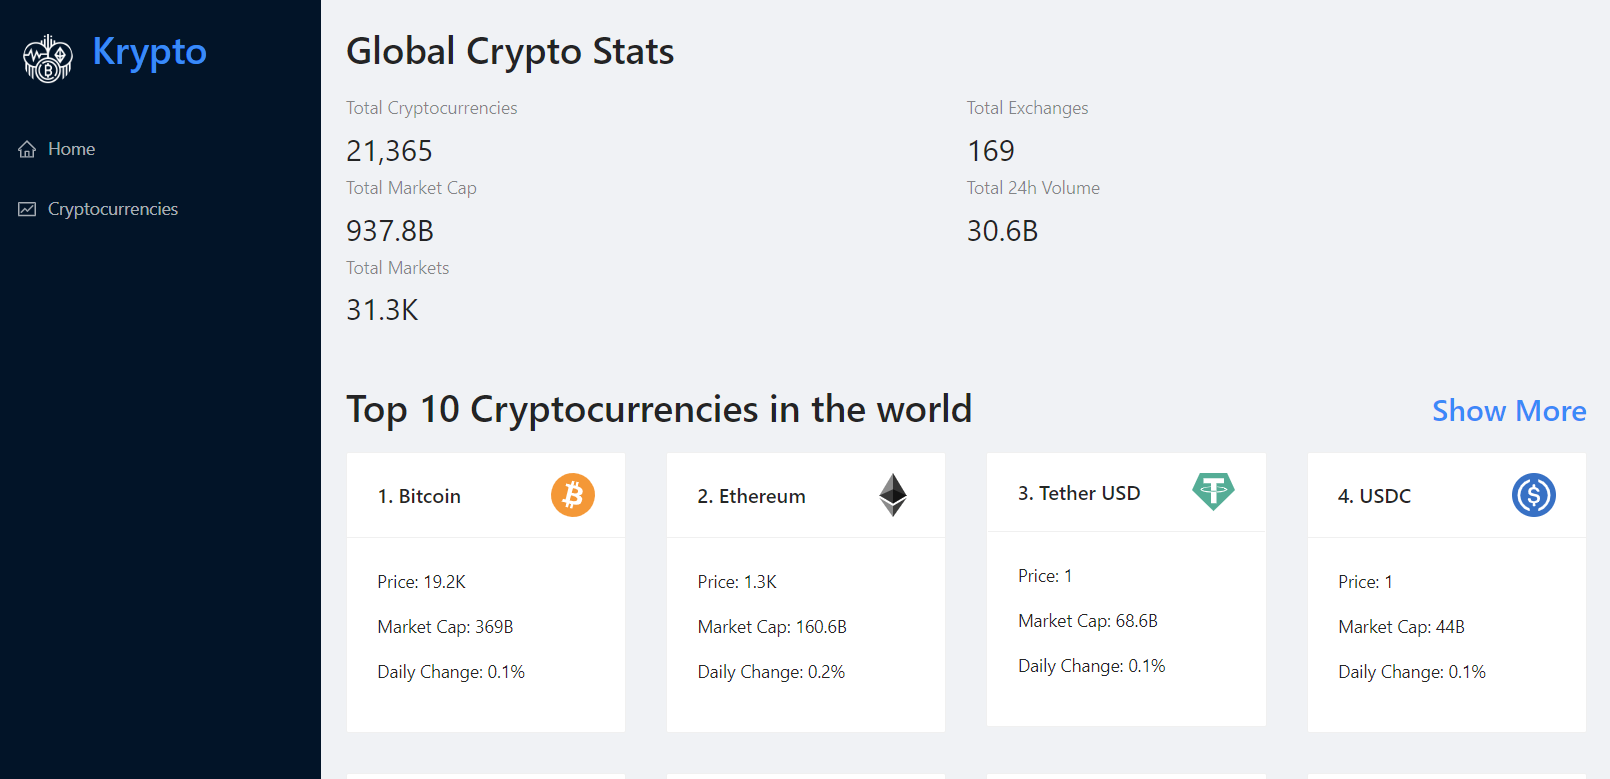 Krypto
Home
Cryptocurrencies
Global Crypto Stats
Total Cryptocurrencies
21,365
Total Exchanges
169
Total Market Cap
937.8B
Total 24h Volume
30.6B
Total Markets
31.3K
Top 10 Cryptocurrencies in the world
Show More
1. Bitcoin
Price: 19.2K
Market Cap: 369B
Daily Change: 0.1%
2. Ethereum
Price: 1.3K
Market Cap: 160.6B
Daily Change: 0.2%
3. Tether USD
Price: 1
Market Cap: 68.6B
Daily Change: 0.1%
4. USDC
Price: 1
Market Cap: 44B
Daily Change: 0.1%